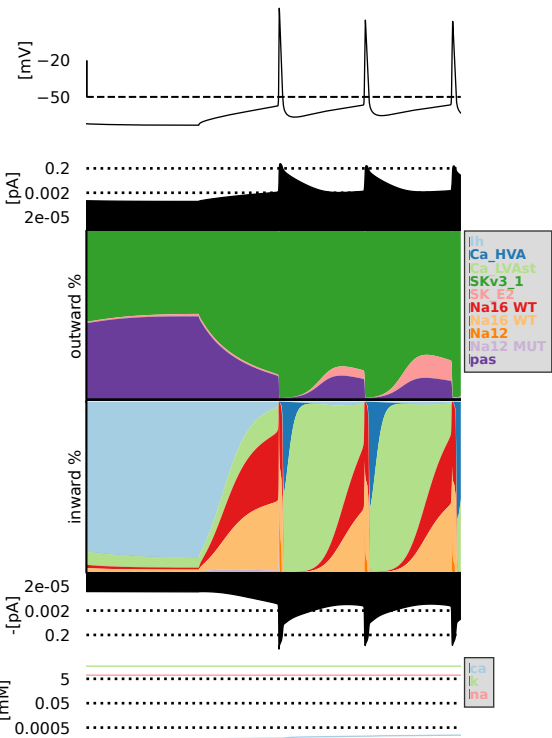 [mV]
−20
−50
[pA]
0.2
0.002
2e-05
outward %
Ih
Ca_HVA
Ca_LVAst
SKv3_1
SK_E2
Na16 WT
Na16 WT
Na12
Na12 MUT
pas
inward %
-[pA]
2e-05
0.002
0.2
[mM]
5
0.05
0.0005
ca
k
na